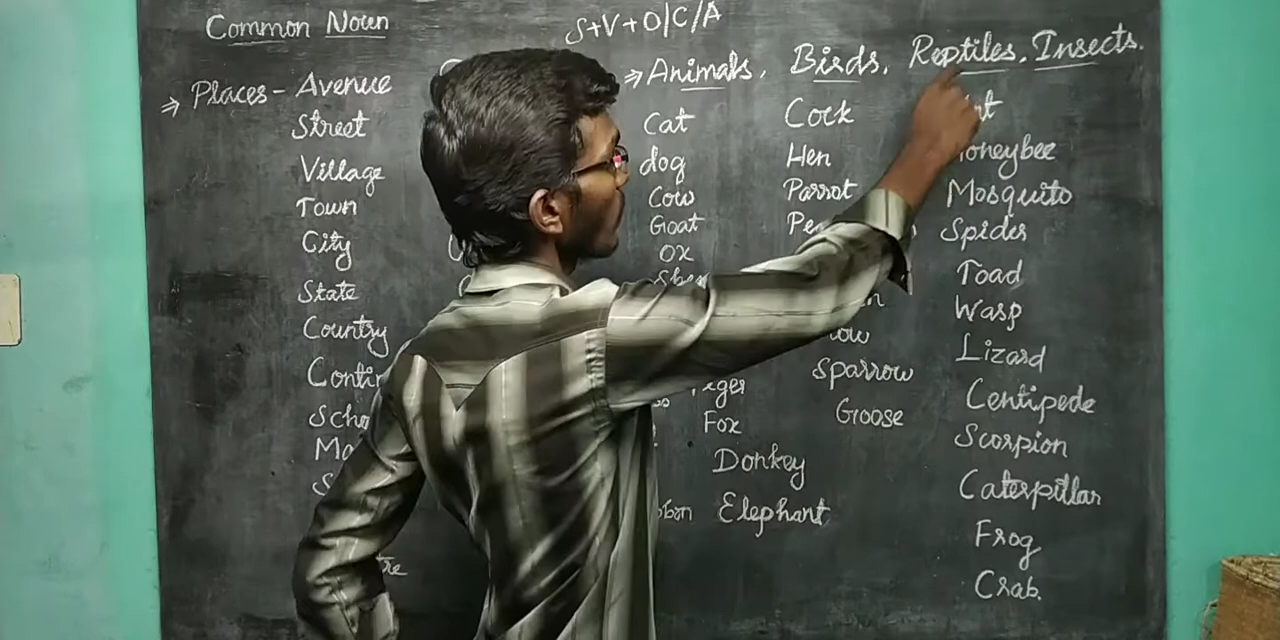 Common Noun
S+V+O/C/A
⇒ Places - Avenue
Street
Village
Town
City
State
Country
⇒ Animals, Birds, Reptiles, Insects.
Cat
dog
Cow
Goat
OX
Fox
Donkey
Elephant
Cock
Hen
Parrot
Sparrow
Goose
Mosquito
Spider
Toad
Wasp
Lizard
Centipede
Scorpion
Caterpillar
Frog
Crab.